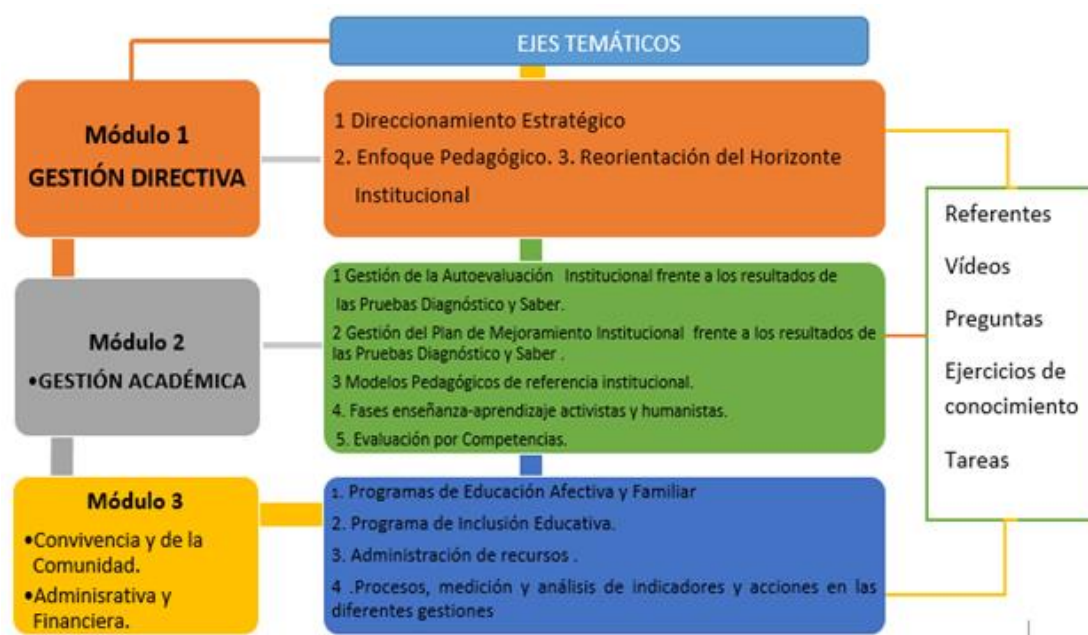 EJES TEMÁTICOS
Módulo 1
GESTIÓN DIRECTIVA
1 Direccionamiento Estratégico
2. Enfoque Pedagógico. 3. Reorientación del Horizonte
Institucional
Módulo 2
•GESTIÓN ACADÉMICA
1 Gestión de la Autoevaluación Institucional frente a los resultados de
las Pruebas Diagnóstico y Saber.
2 Gestión del Plan de Mejoramiento Institucional frente a los resultados de
las Pruebas Diagnóstico y Saber .
3 Modelos Pedagógicos de referencia institucional.
4. Fases enseñanza-aprendizaje activistas y humanistas.
5. Evaluación por Competencias.
Módulo 3
•Convivencia y de la
Comunidad.
•Adminisrativa y
Financiera.
1. Programas de Educación Afectiva y Familiar
2. Programa de Inclusión Educativa.
3. Administración de recursos .
4 .Procesos, medición y análisis de indicadores y acciones en las
diferentes gestiones
Referentes
Vídeos
Preguntas
Ejercicios de
conocimiento
Tareas